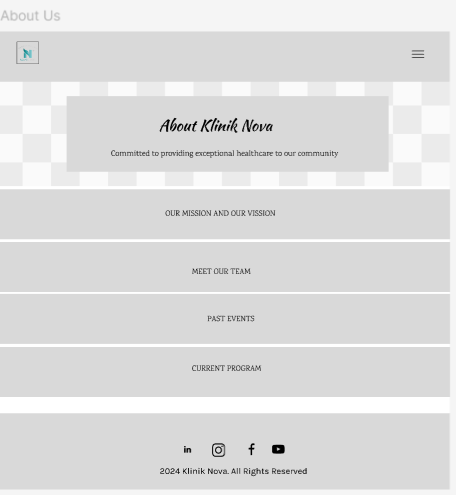 About Us
N
About Klinik Nova
Committed to providing exceptional healthcare to our community
OUR MISSION AND OUR VISSION
MEET OUR TEAM
PAST EVENTS
CURRENT PROGRAM
in
f
2024 Klinik Nova. All Rights Reserved